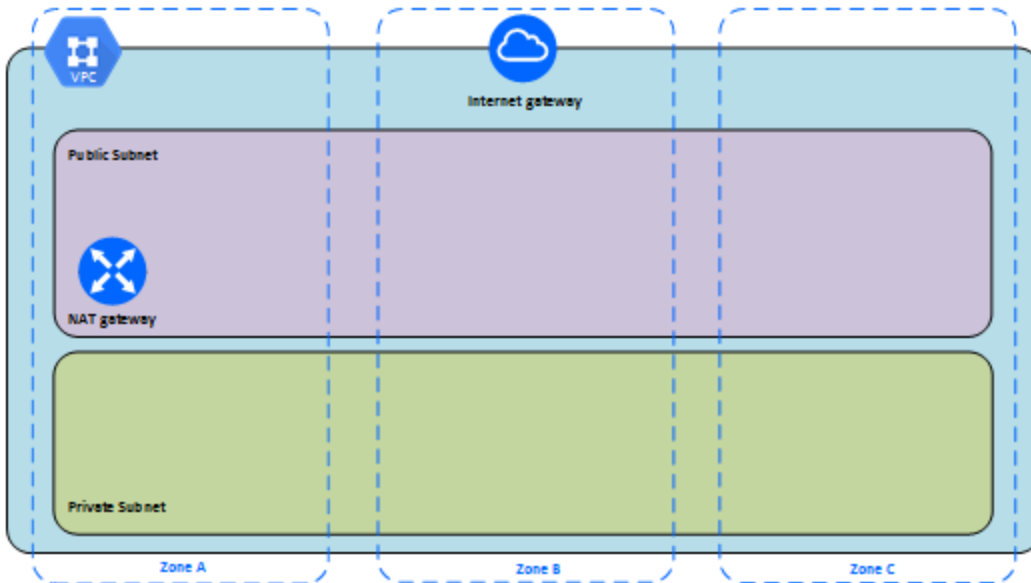 VPC
Internet gateway
Public Subnet
NAT gateway
Private Subnet
Zone A
Zone B
Zone C